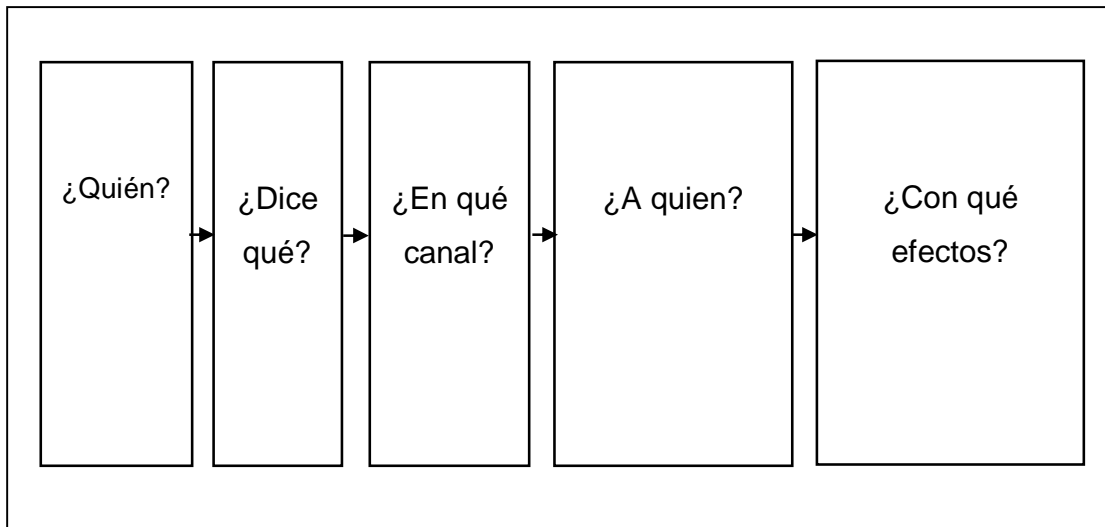 ¿Quién?
¿Dice
qué?
¿En qué
canal?
¿A quien?
¿Con qué
efectos?